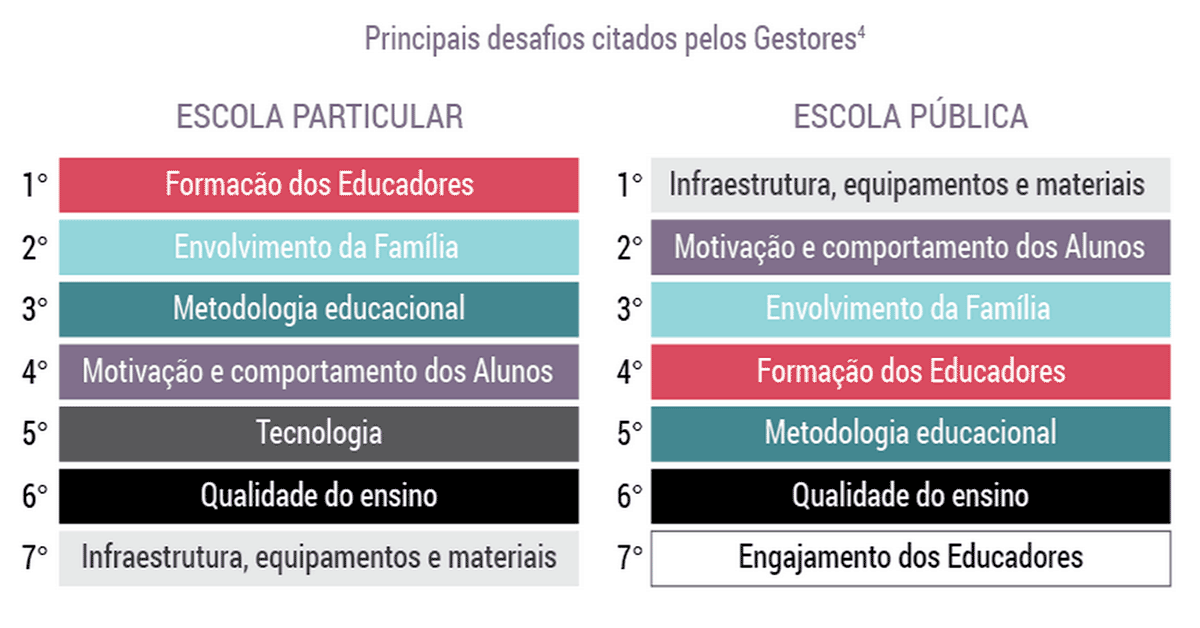 Principais desafios citados pelos Gestores⁴
ESCOLA PARTICULAR
1° Formacão dos Educadores
2° Envolvimento da Família
3° Metodologia educacional
4° Motivação e comportamento dos Alunos
5° Tecnologia
6° Qualidade do ensino
7° Infraestrutura, equipamentos e materiais
ESCOLA PÚBLICA
1° Infraestrutura, equipamentos e materiais
2° Motivação e comportamento dos Alunos
3° Envolvimento da Família
4° Formação dos Educadores
5° Metodologia educacional
6° Qualidade do ensino
7° Engajamento dos Educadores